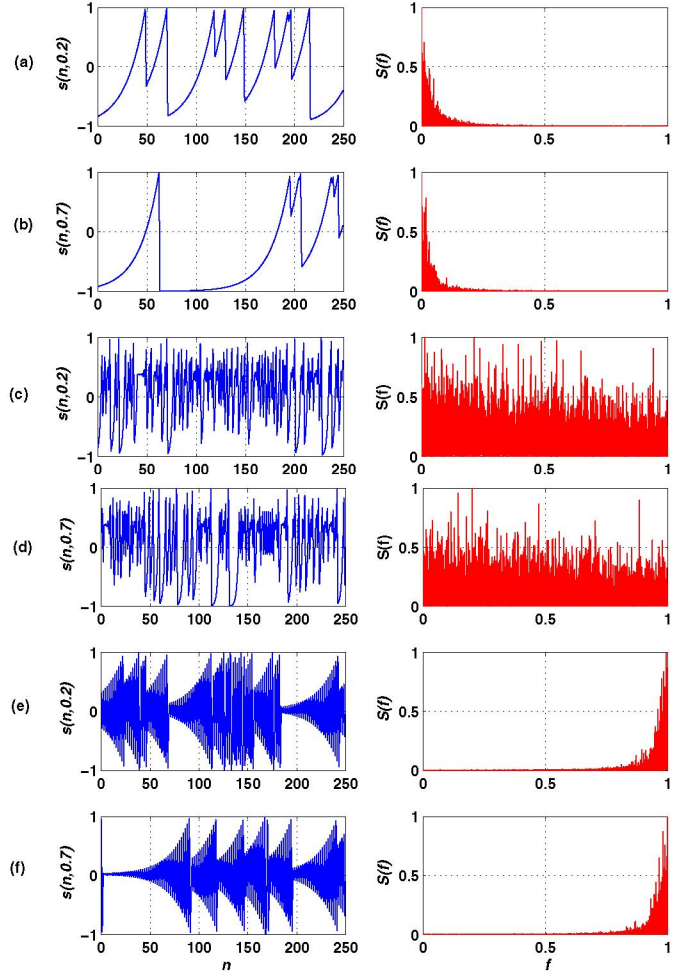 (a) s(n,0.2) 1 0 −1 0 50 100 150 200 250 S(f) 1 0.5 0 0 0.5 1
(b) s(n,0.7) 1 0 −1 0 50 100 150 200 250 S(f) 1 0.5 0 0 0.5 1
(c) s(n,0.2) 1 0 −1 0 50 100 150 200 250 S(f) 1 0.5 0 0 0.5 1
(d) s(n,0.7) 1 0 −1 0 50 100 150 200 250 S(f) 1 0.5 0 0 0.5 1
(e) s(n,0.2) 1 0 −1 0 50 100 150 200 250 S(f) 1 0.5 0 0 0.5 1
(f) s(n,0.7) 1 0 −1 0 50 100 150 200 250 S(f) 1 0.5 0 0 0.5 1
n f